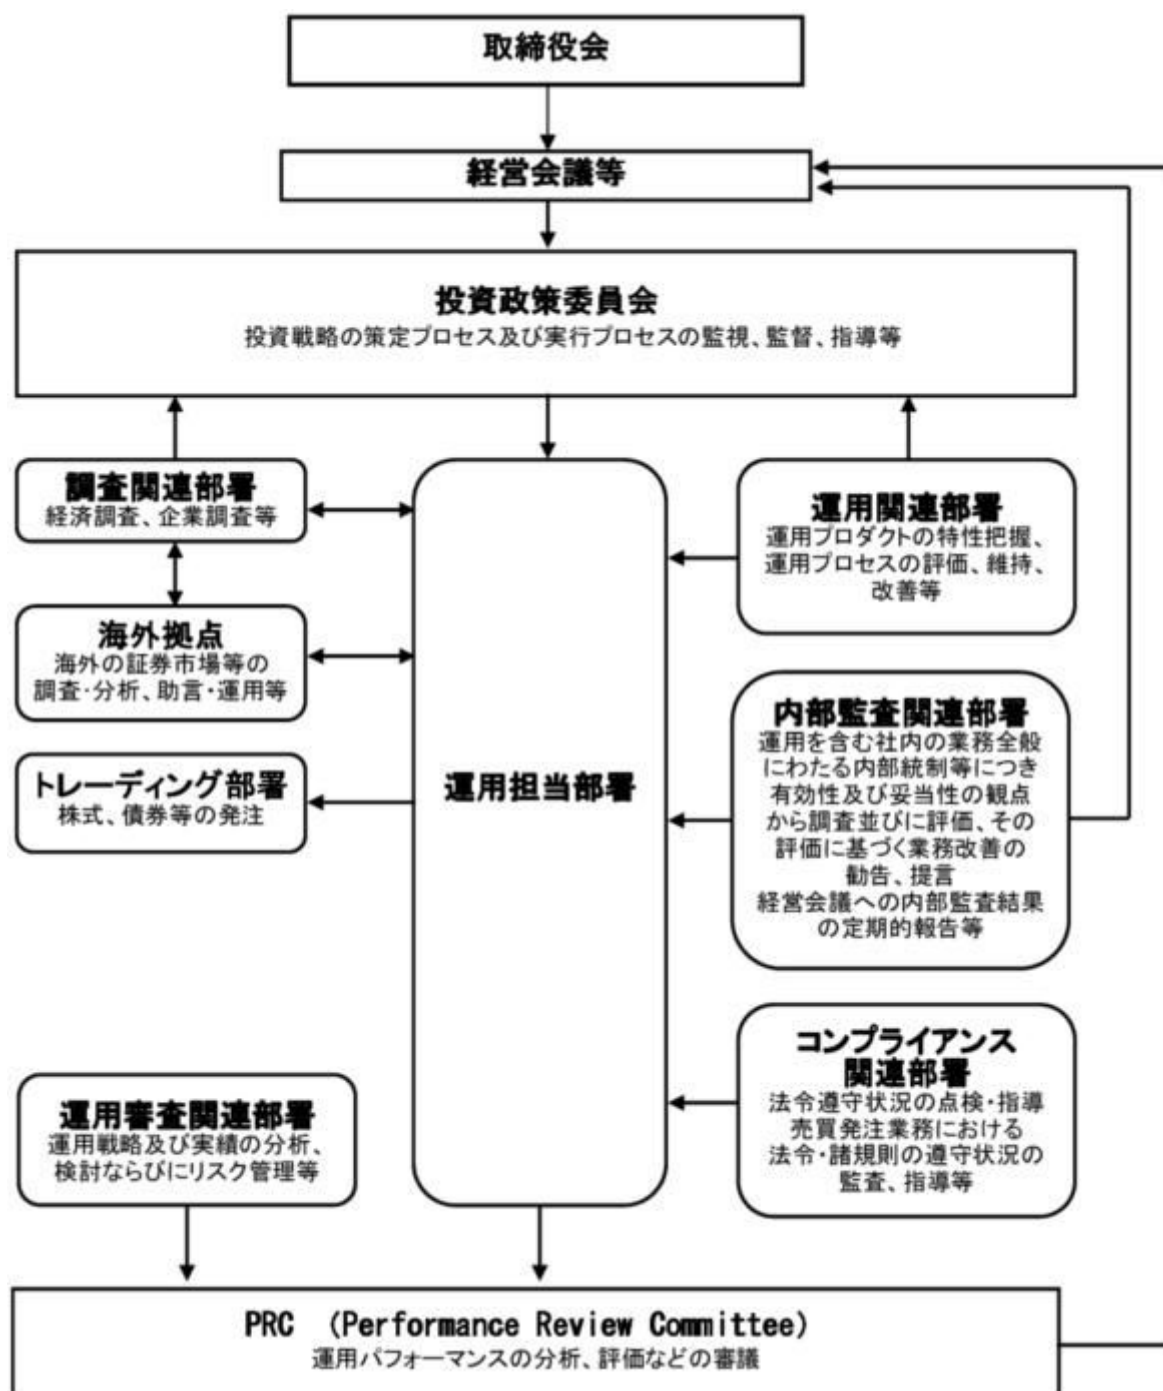 取締役会
経営会議等
投資政策委員会
投資戦略の策定プロセス及び実行プロセスの監視、監督、指導等
調査関連部署
経済調査、企業調査等
海外拠点
海外の証券市場等の
調査・分析、助言・運用等
トレーディング部署
株式、債券等の発注
運用担当部署
運用関連部署
運用プロダクトの特性把握、
運用プロセスの評価、維持、
改善等
内部監査関連部署
運用を含む社内の業務全般
にわたる内部統制等につき
有効性及び妥当性の観点
から調査並びに評価、その
評価に基づく業務改善の
勧告、提言
経営会議への内部監査結果
の定期的報告等
コンプライアンス
関連部署
法令遵守状況の点検・指導
売買発注業務における
法令・諸規則の遵守状況の
監査、指導等
運用審査関連部署
運用戦略及び実績の分析、
検討ならびにリスク管理等
PRC （Performance Review Committee）
運用パフォーマンスの分析、評価などの審議